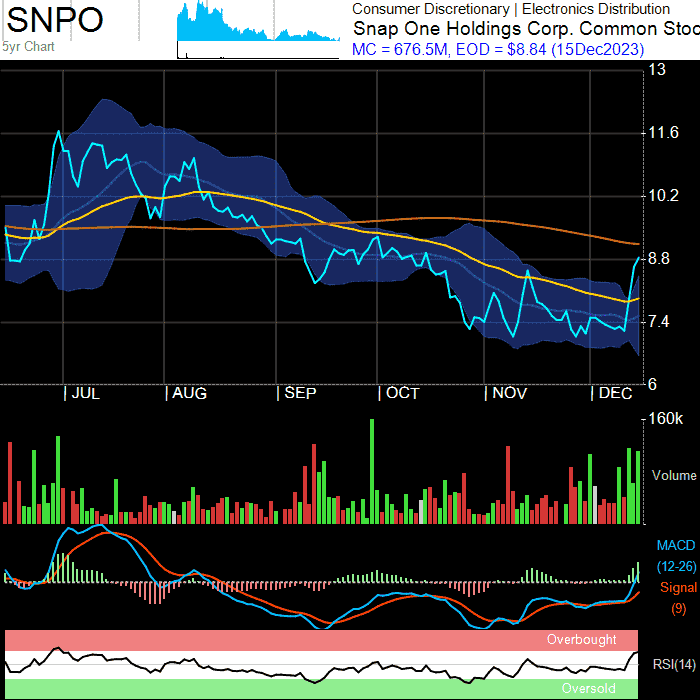 SNPO
5yr Chart
Consumer Discretionary | Electronics Distribution
Snap One Holdings Corp. Common Stoc
MC = 676.5M, EOD = $8.84 (15Dec2023)
13
11.6
10.2
8.8
7.4
6
| JUL | AUG | SEP | OCT | NOV | DEC
160k
Volume
MACD
(12-26)
Signal
(9)
Overbought
RSI(14)
Oversold